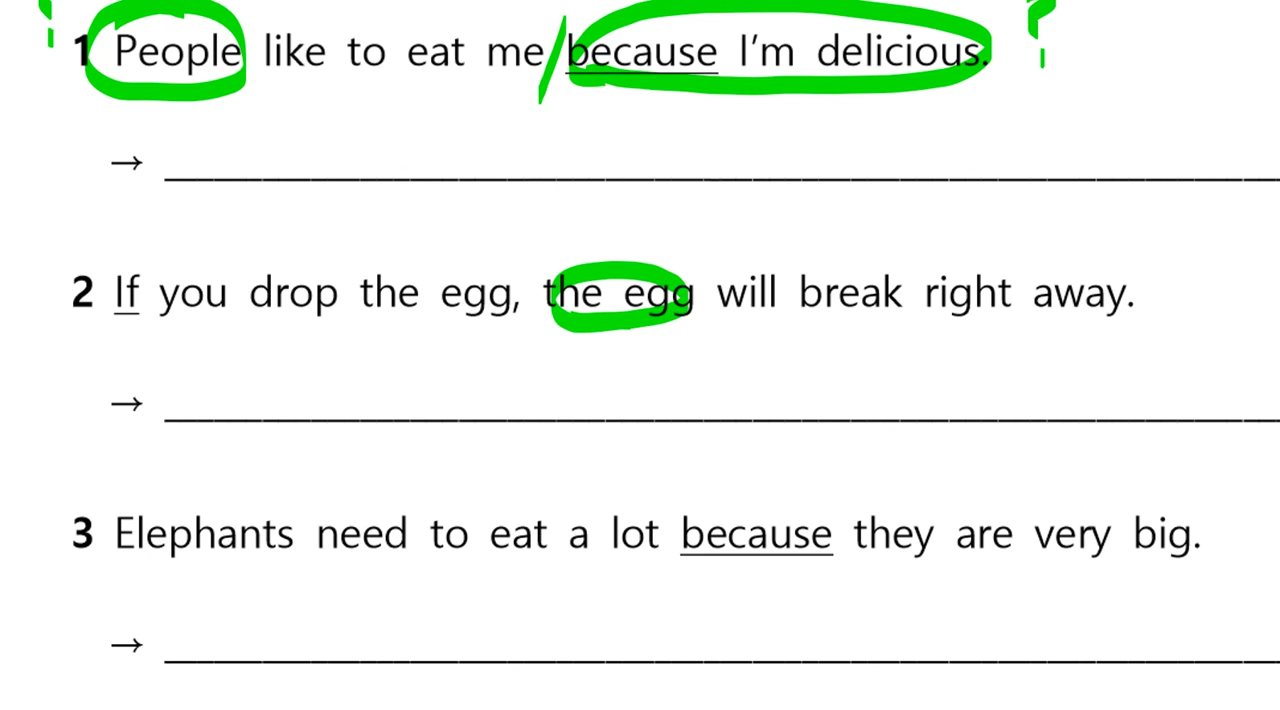 1 People like to eat me/because I'm delicious. ?
→
2 If you drop the egg, the egg will break right away.
→
3 Elephants need to eat a lot because they are very big.
→